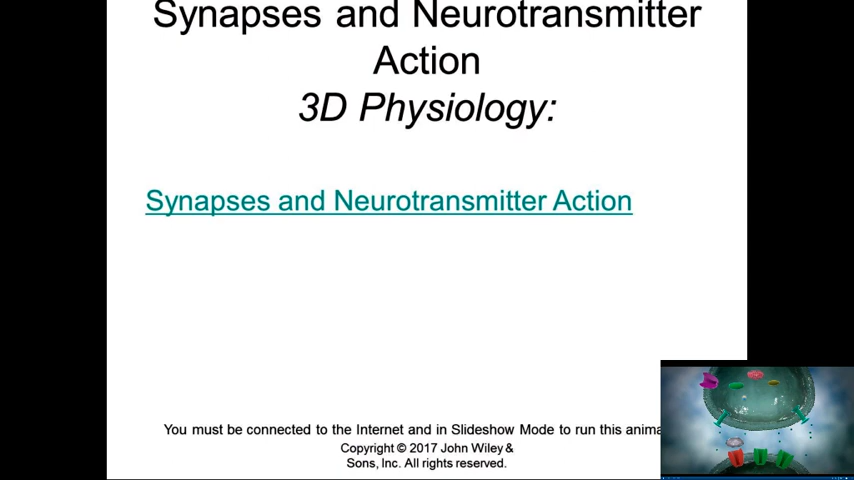 Synapses and Neurotransmitter
Action
3D Physiology:
Synapses and Neurotransmitter Action
You must be connected to the Internet and in Slideshow Mode to run this
Copyright © 2017 John Wiley &
Sons, Inc. All rights reserved.